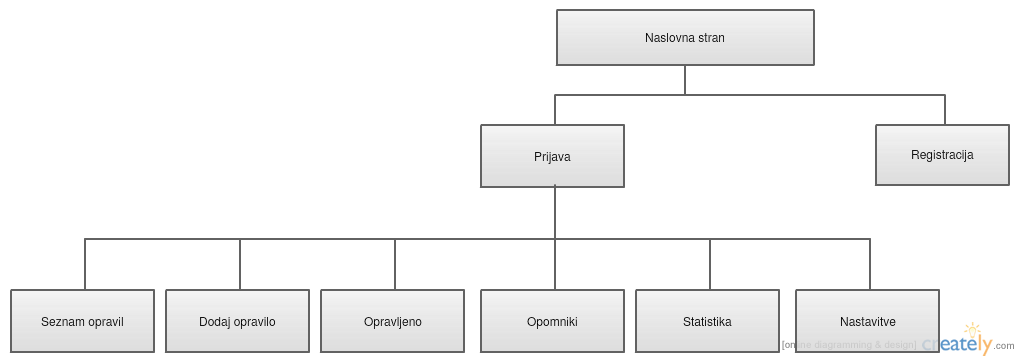 Naslovna stran
Prijava
Registracija
Seznam opravil
Dodaj opravilo
Opravljeno
Opomniki
Statistika
Nastavitve
[online diagramming & design] creately.com